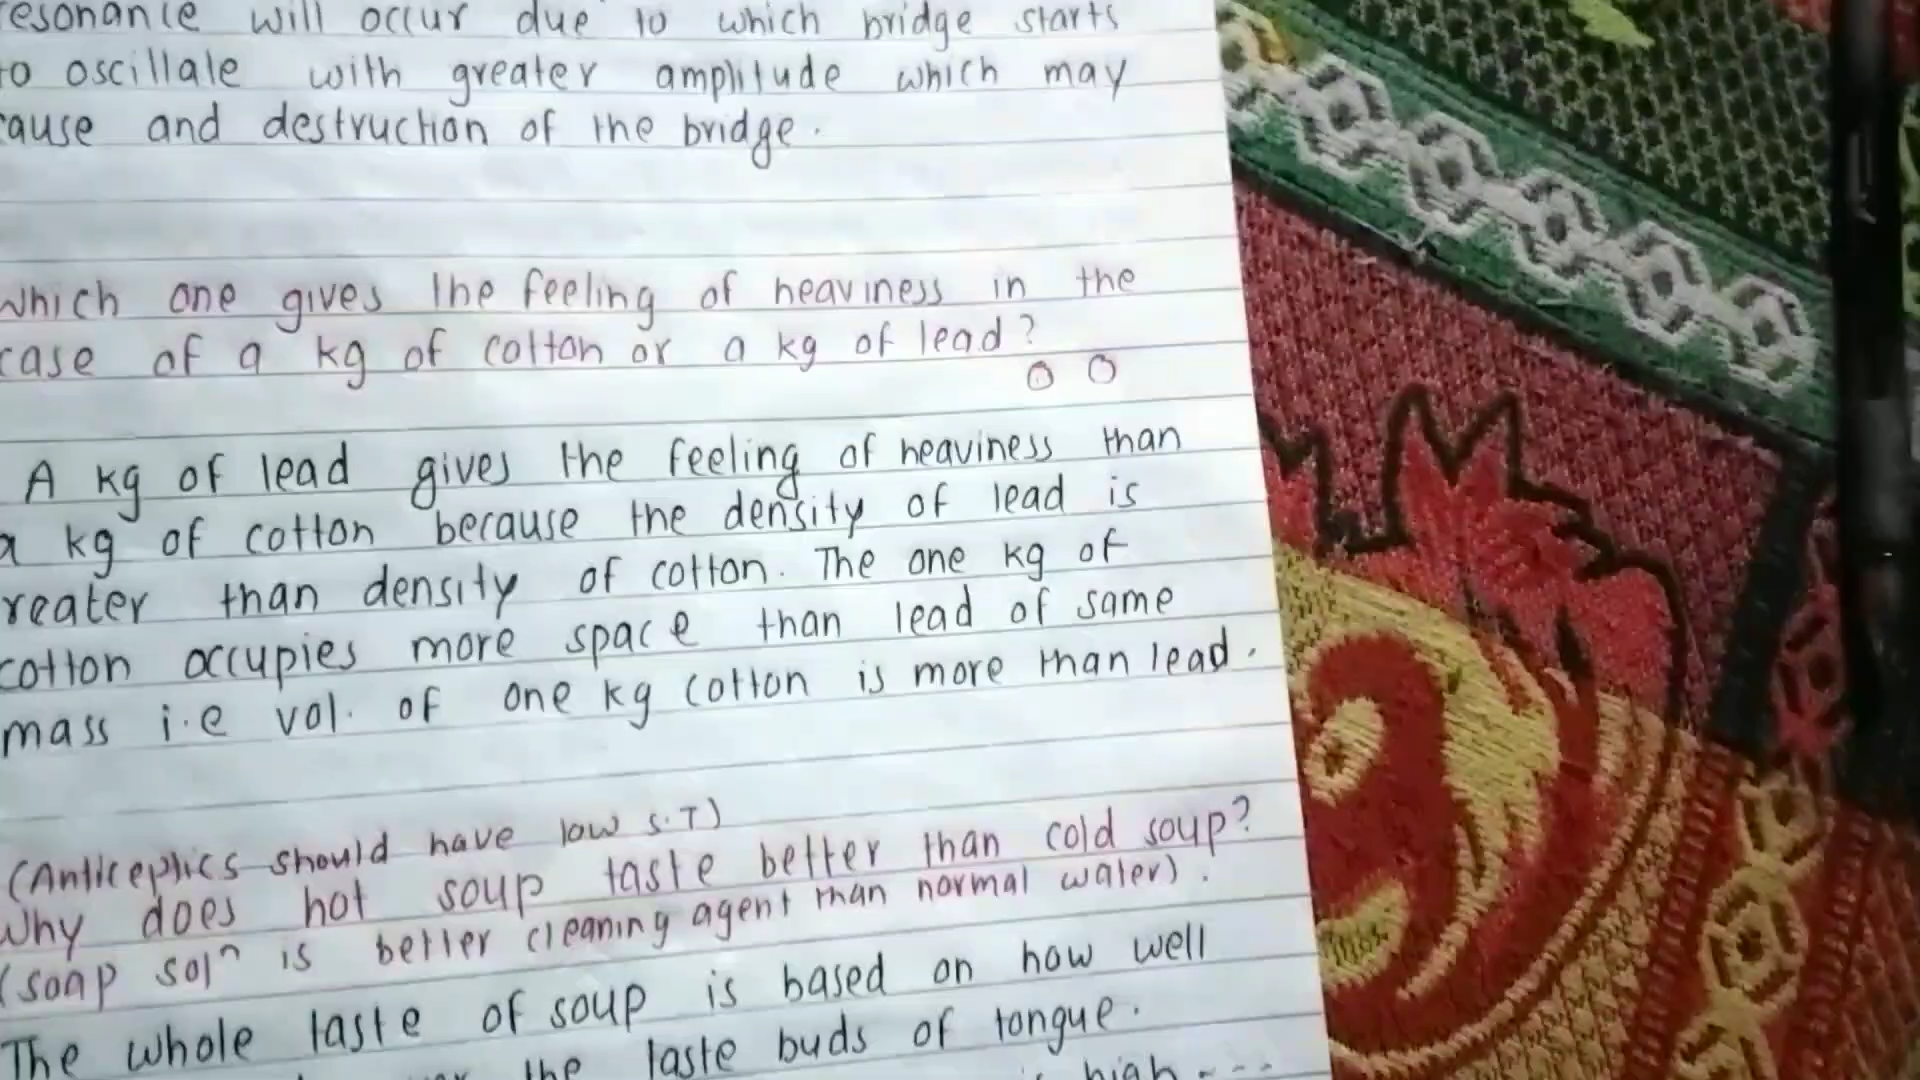 esonance will occur due to which bridge starts
to oscillate with greater amplitude which may
cause and destruction of the bridge.
which one gives the feeling of heaviness in the
case of a kg of cotton or a kg of lead?
A kg of lead gives the feeling of heaviness than
a kg of cotton because the density of lead is
reater than density of cotton. The one kg of
cotton occupies more space than lead of same
mass i.e vol. of one kg cotton is more than lead.
(Anticeptics should have low S.T)
Why does hot soup taste better than cold soup?
(soap solⁿ is better cleaning agent than normal water).
The whole taste of soup is based on how well
the taste buds of tongue.
high ----